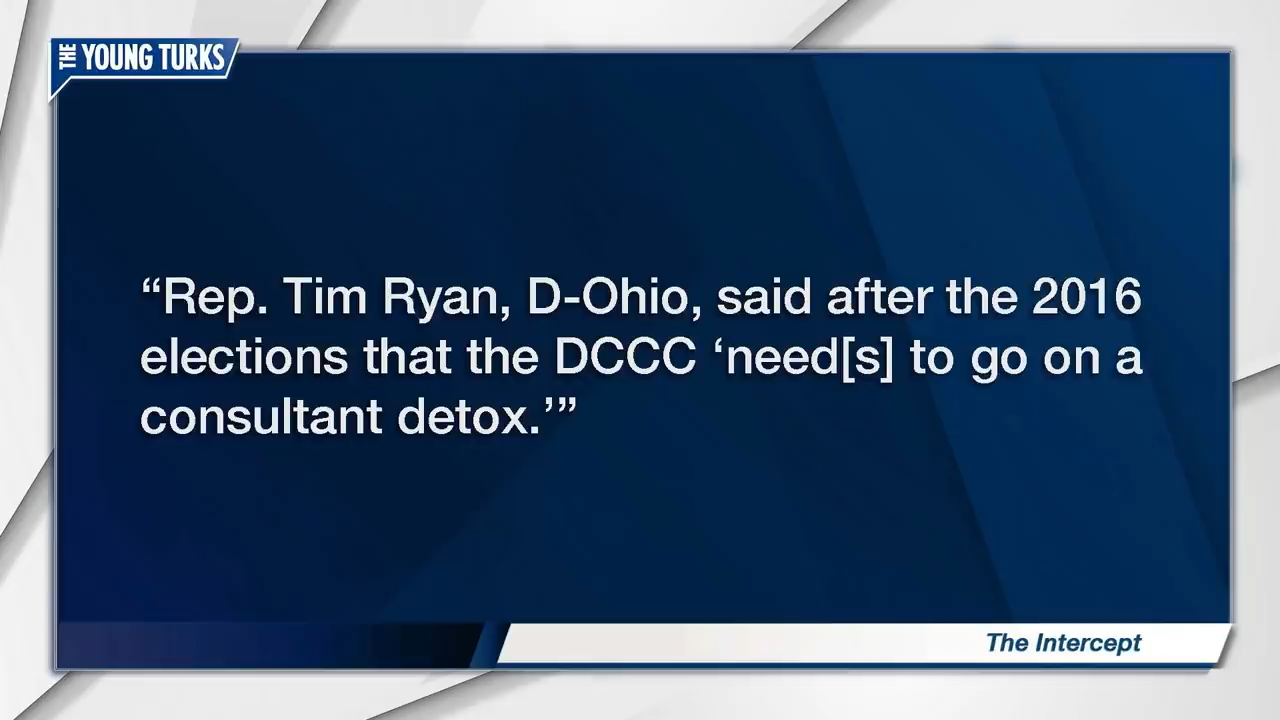 THE YOUNG TURKS
“Rep. Tim Ryan, D-Ohio, said after the 2016
elections that the DCCC ‘need[s] to go on a
consultant detox.’”
The Intercept